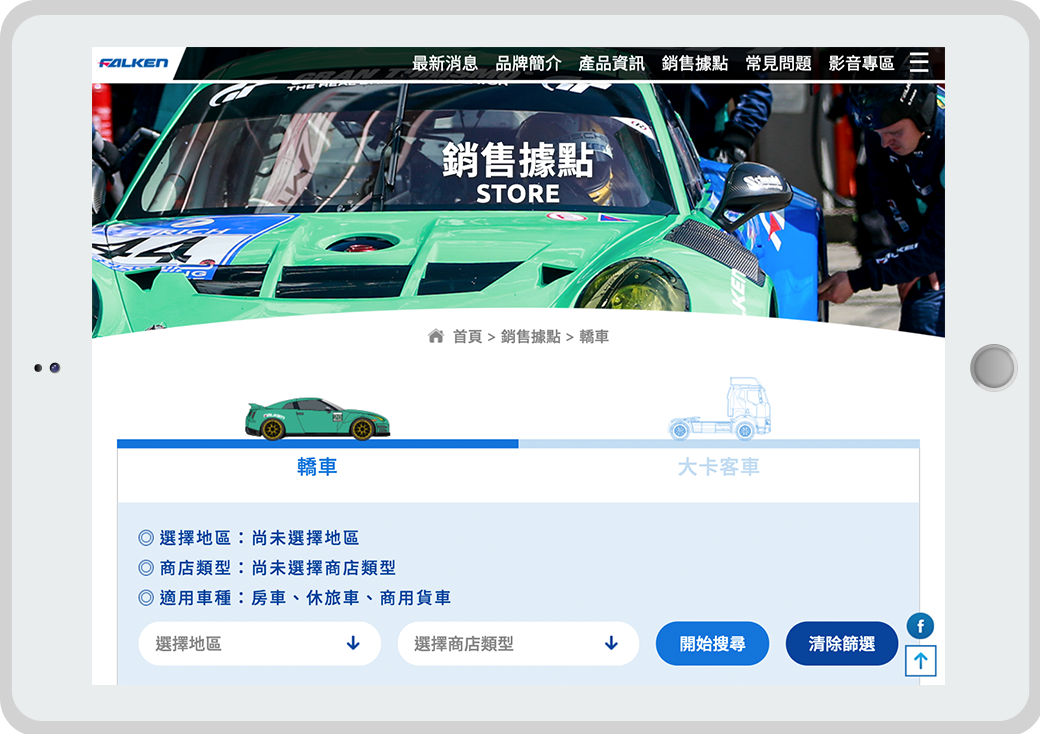 FALKEN
最新消息 品牌簡介 產品資訊 銷售據點 常見問題 影音專區
GRAN TURISMO
銷售據點
STORE
44
FALKEN
首頁 > 銷售據點 > 轎車
轎車
大卡客車
◎ 選擇地區：尚未選擇地區
◎ 商店類型：尚未選擇商店類型
◎ 適用車種：房車、休旅車、商用貨車
選擇地區
選擇商店類型
開始搜尋
清除篩選
f